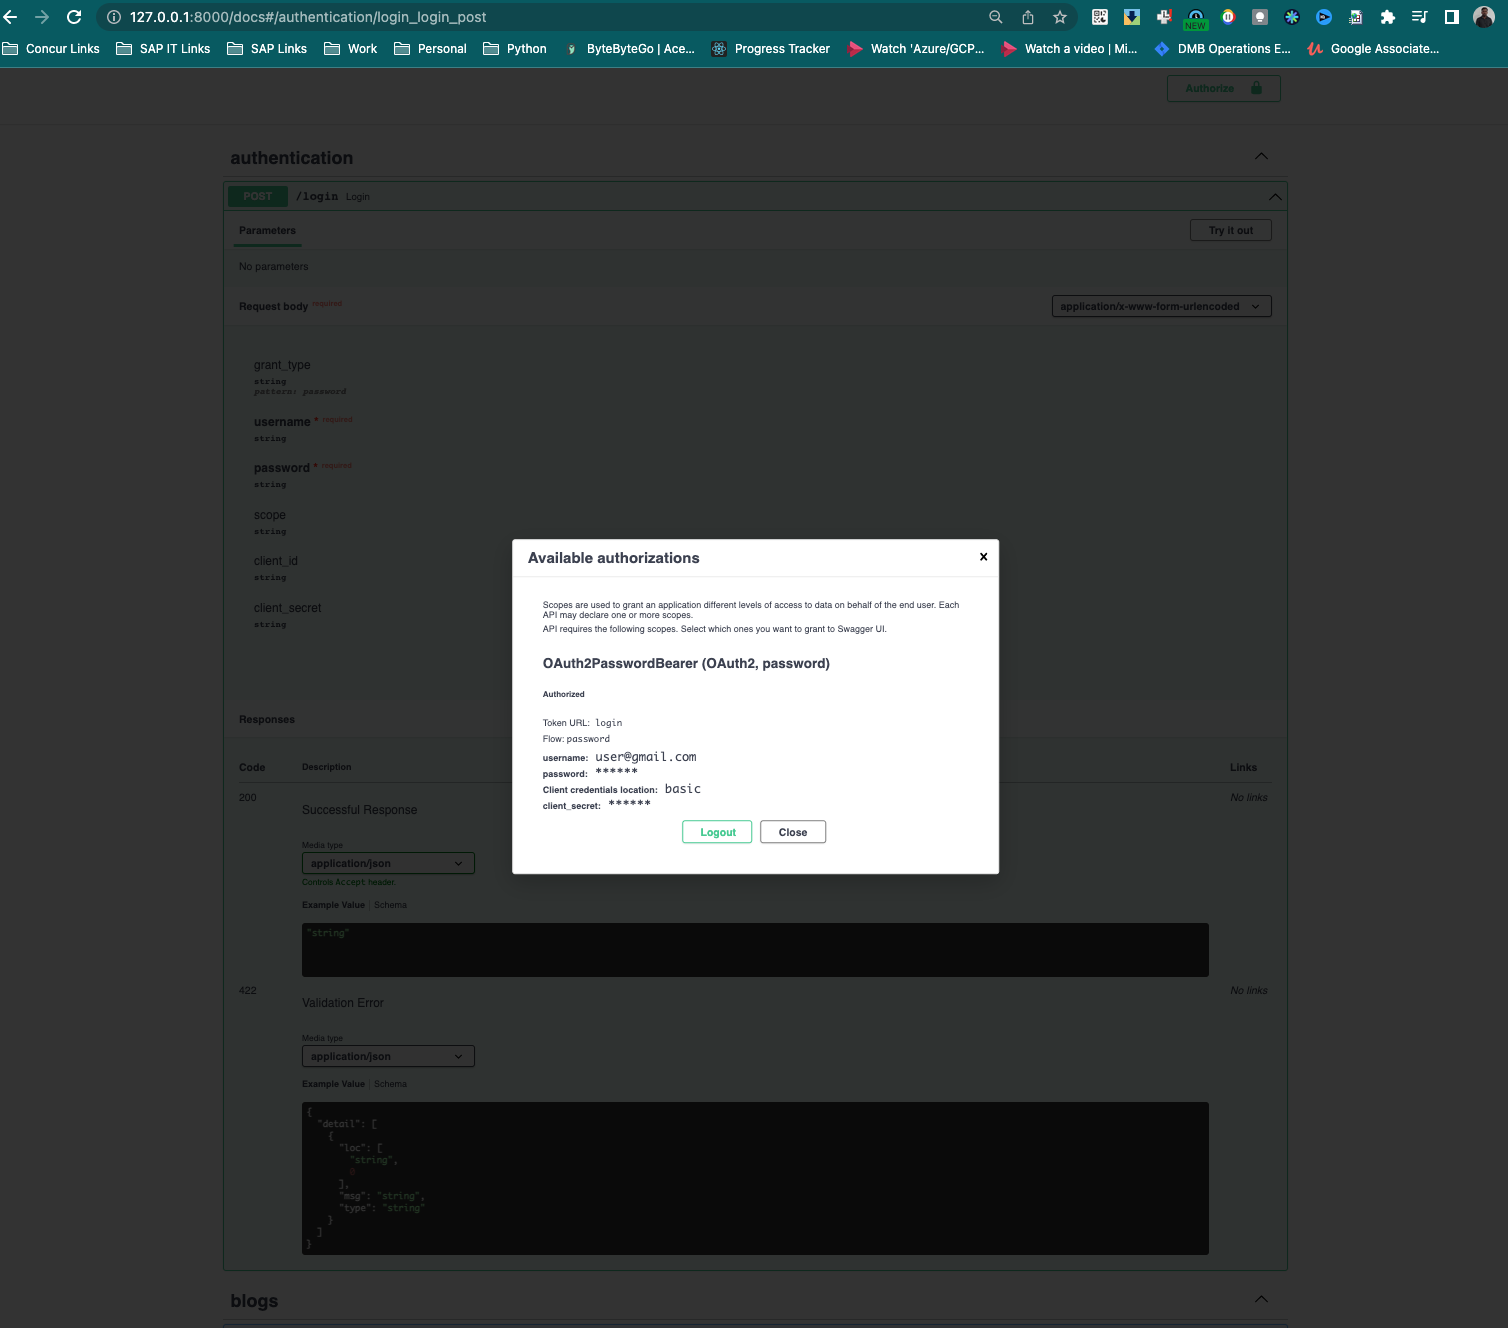 127.0.0.1:8000/docs#/authentication/login_login_post
NEW
Concur Links SAP IT Links SAP Links Work Personal Python ByteByteGo | Ace... Progress Tracker Watch 'Azure/GCP... Watch a video | Mi... DMB Operations E... Google Associate...
Authorize
authentication
POST /login Login
Parameters Try it out
No parameters
Request body required application/x-www-form-urlencoded
grant_type
string
pattern: password
username * required
string
password * required
string
scope
string
client_id
string
client_secret
string
Available authorizations x
Scopes are used to grant an application different levels of access to data on behalf of the end user. Each
API may declare one or more scopes.
API requires the following scopes. Select which ones you want to grant to Swagger UI.
OAuth2PasswordBearer (OAuth2, password)
Authorized
Token URL: login
Flow: password
username: user@gmail.com
password: ******
Client credentials location: basic
client_secret: ******
Logout Close
Responses
Code Description Links
200 Successful Response No links
Media type
application/json
Controls Accept header.
Example Value | Schema
"string"
422 Validation Error No links
Media type
application/json
Example Value | Schema
{
"detail": [
{
"loc": [
"string",
0
],
"msg": "string",
"type": "string"
}
]
}
blogs